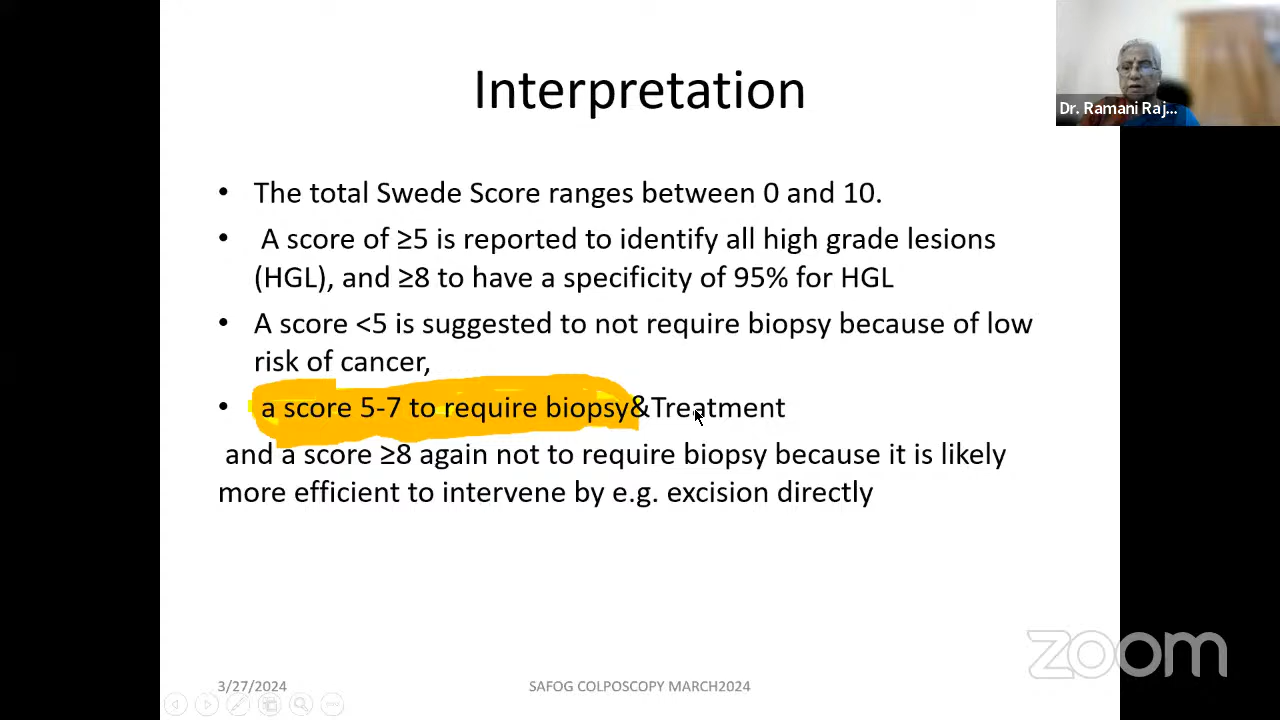 Interpretation
Dr. Ramani Raj...
• The total Swede Score ranges between 0 and 10.
• A score of ≥5 is reported to identify all high grade lesions
(HGL), and ≥8 to have a specificity of 95% for HGL
• A score <5 is suggested to not require biopsy because of low
risk of cancer,
• a score 5-7 to require biopsy&Treatment
and a score ≥8 again not to require biopsy because it is likely
more efficient to intervene by e.g. excision directly
zoom
3/27/2024
SAFOG COLPOSCOPY MARCH2024